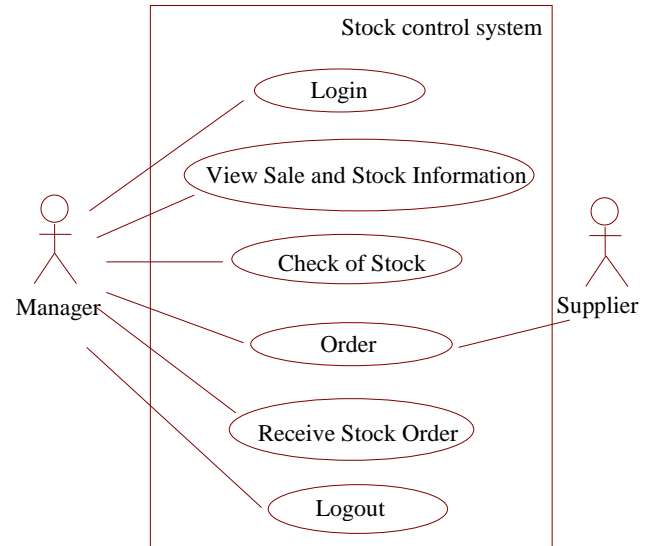 Stock control system
Login
View Sale and Stock Information
Check of Stock
Manager
Supplier
Order
Receive Stock Order
Logout